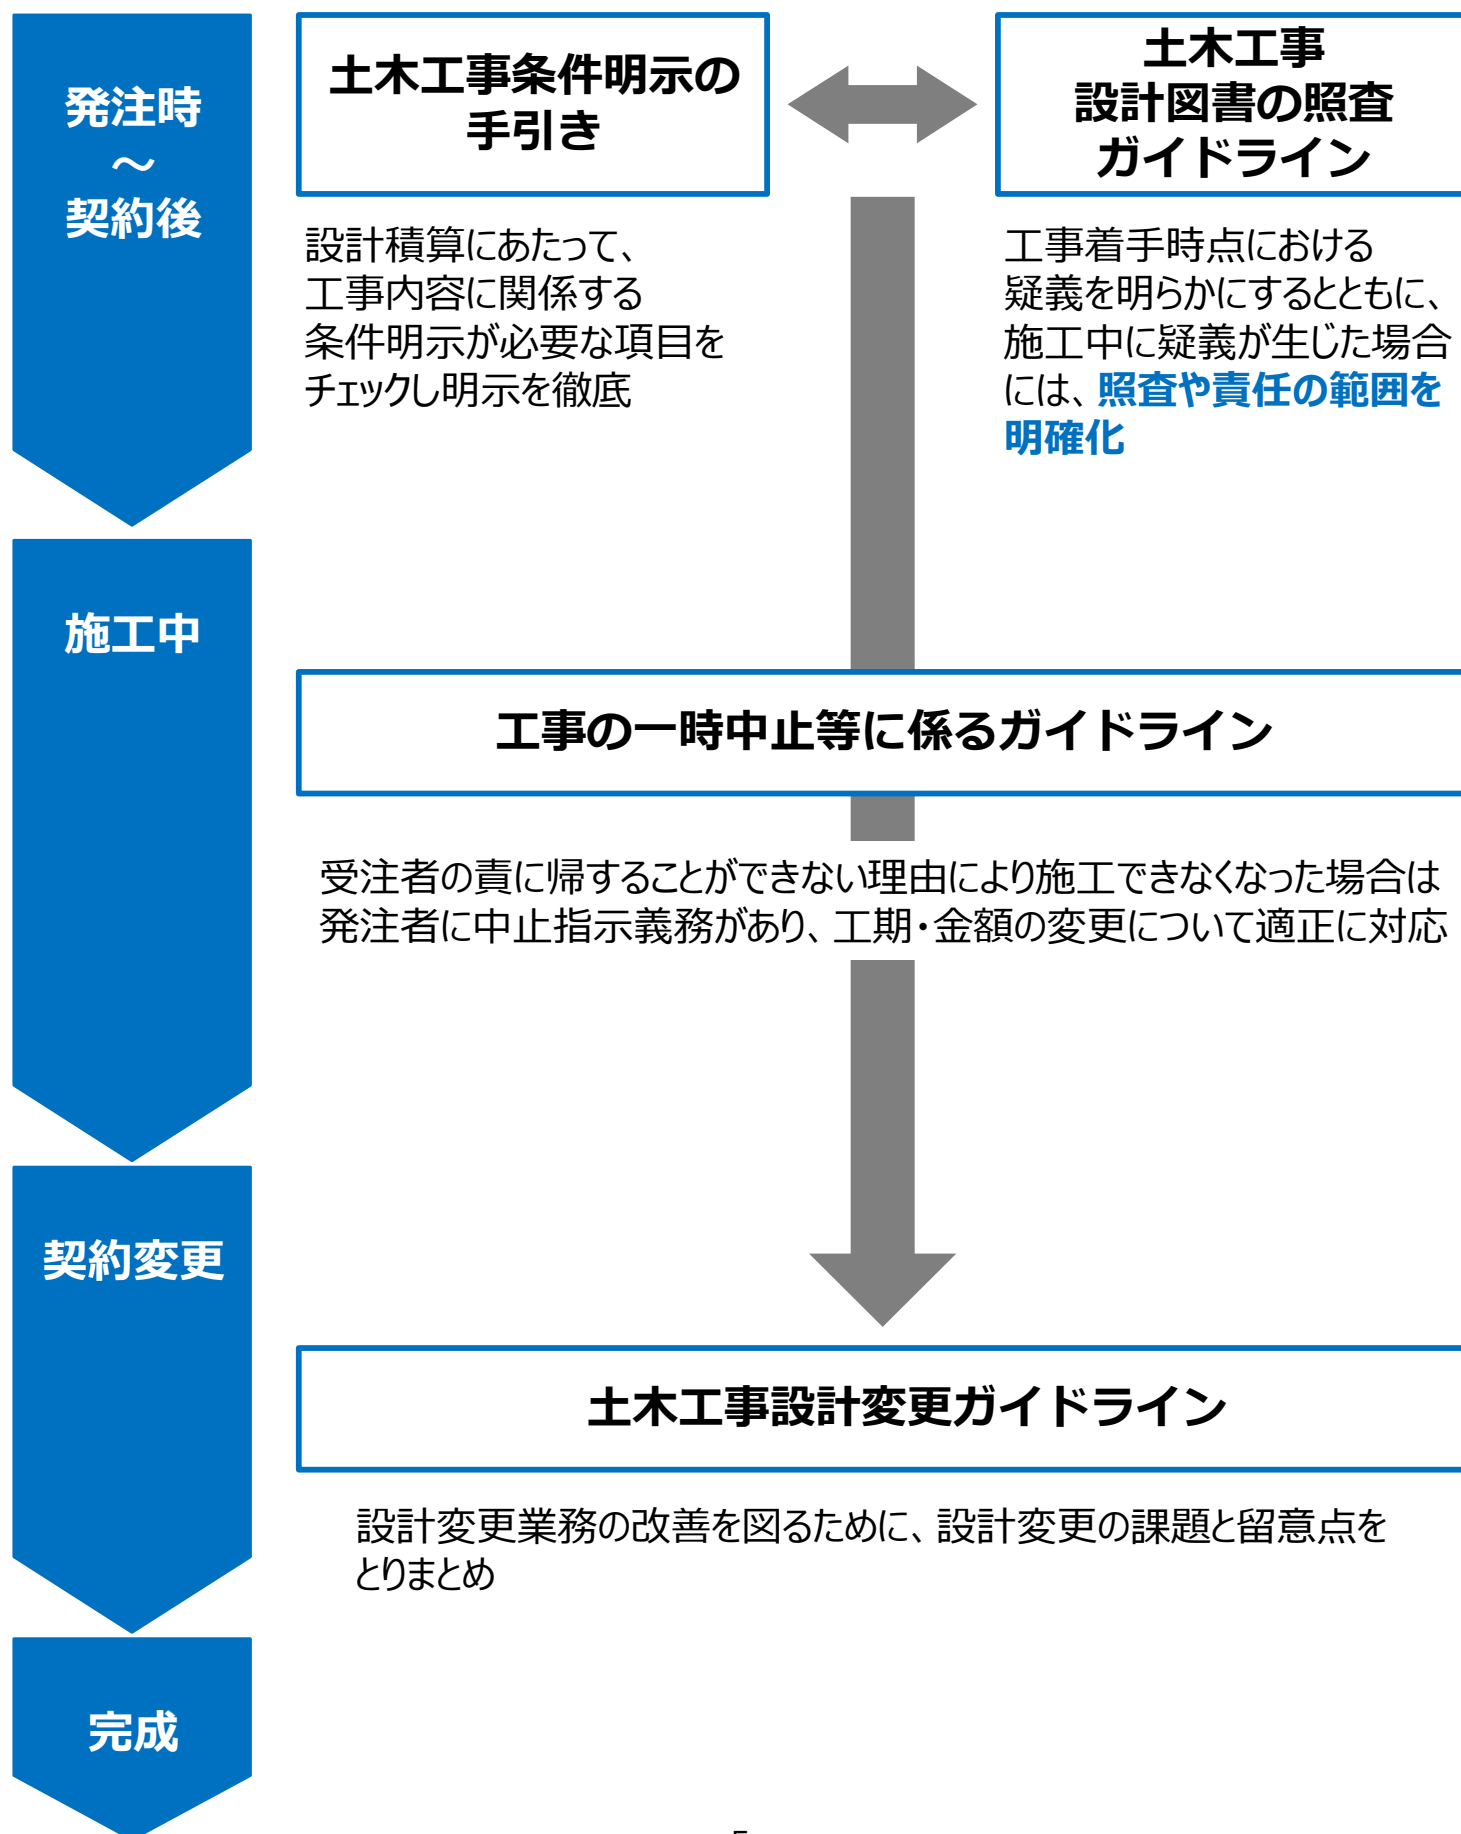 発注時
～
契約後
土木工事条件明示の
手引き
土木工事
設計図書の照査
ガイドライン
設計積算にあたって、
工事内容に関係する
条件明示が必要な項目を
チェックし明示を徹底
工事着手時点における
疑義を明らかにするとともに、
施工中に疑義が生じた場合
には、照査や責任の範囲を
明確化
施工中
工事の一時中止等に係るガイドライン
受注者の責に帰することができない理由により施工できなくなった場合は
発注者に中止指示義務があり、工期・金額の変更について適正に対応
契約変更
土木工事設計変更ガイドライン
設計変更業務の改善を図るために、設計変更の課題と留意点を
とりまとめ
完成